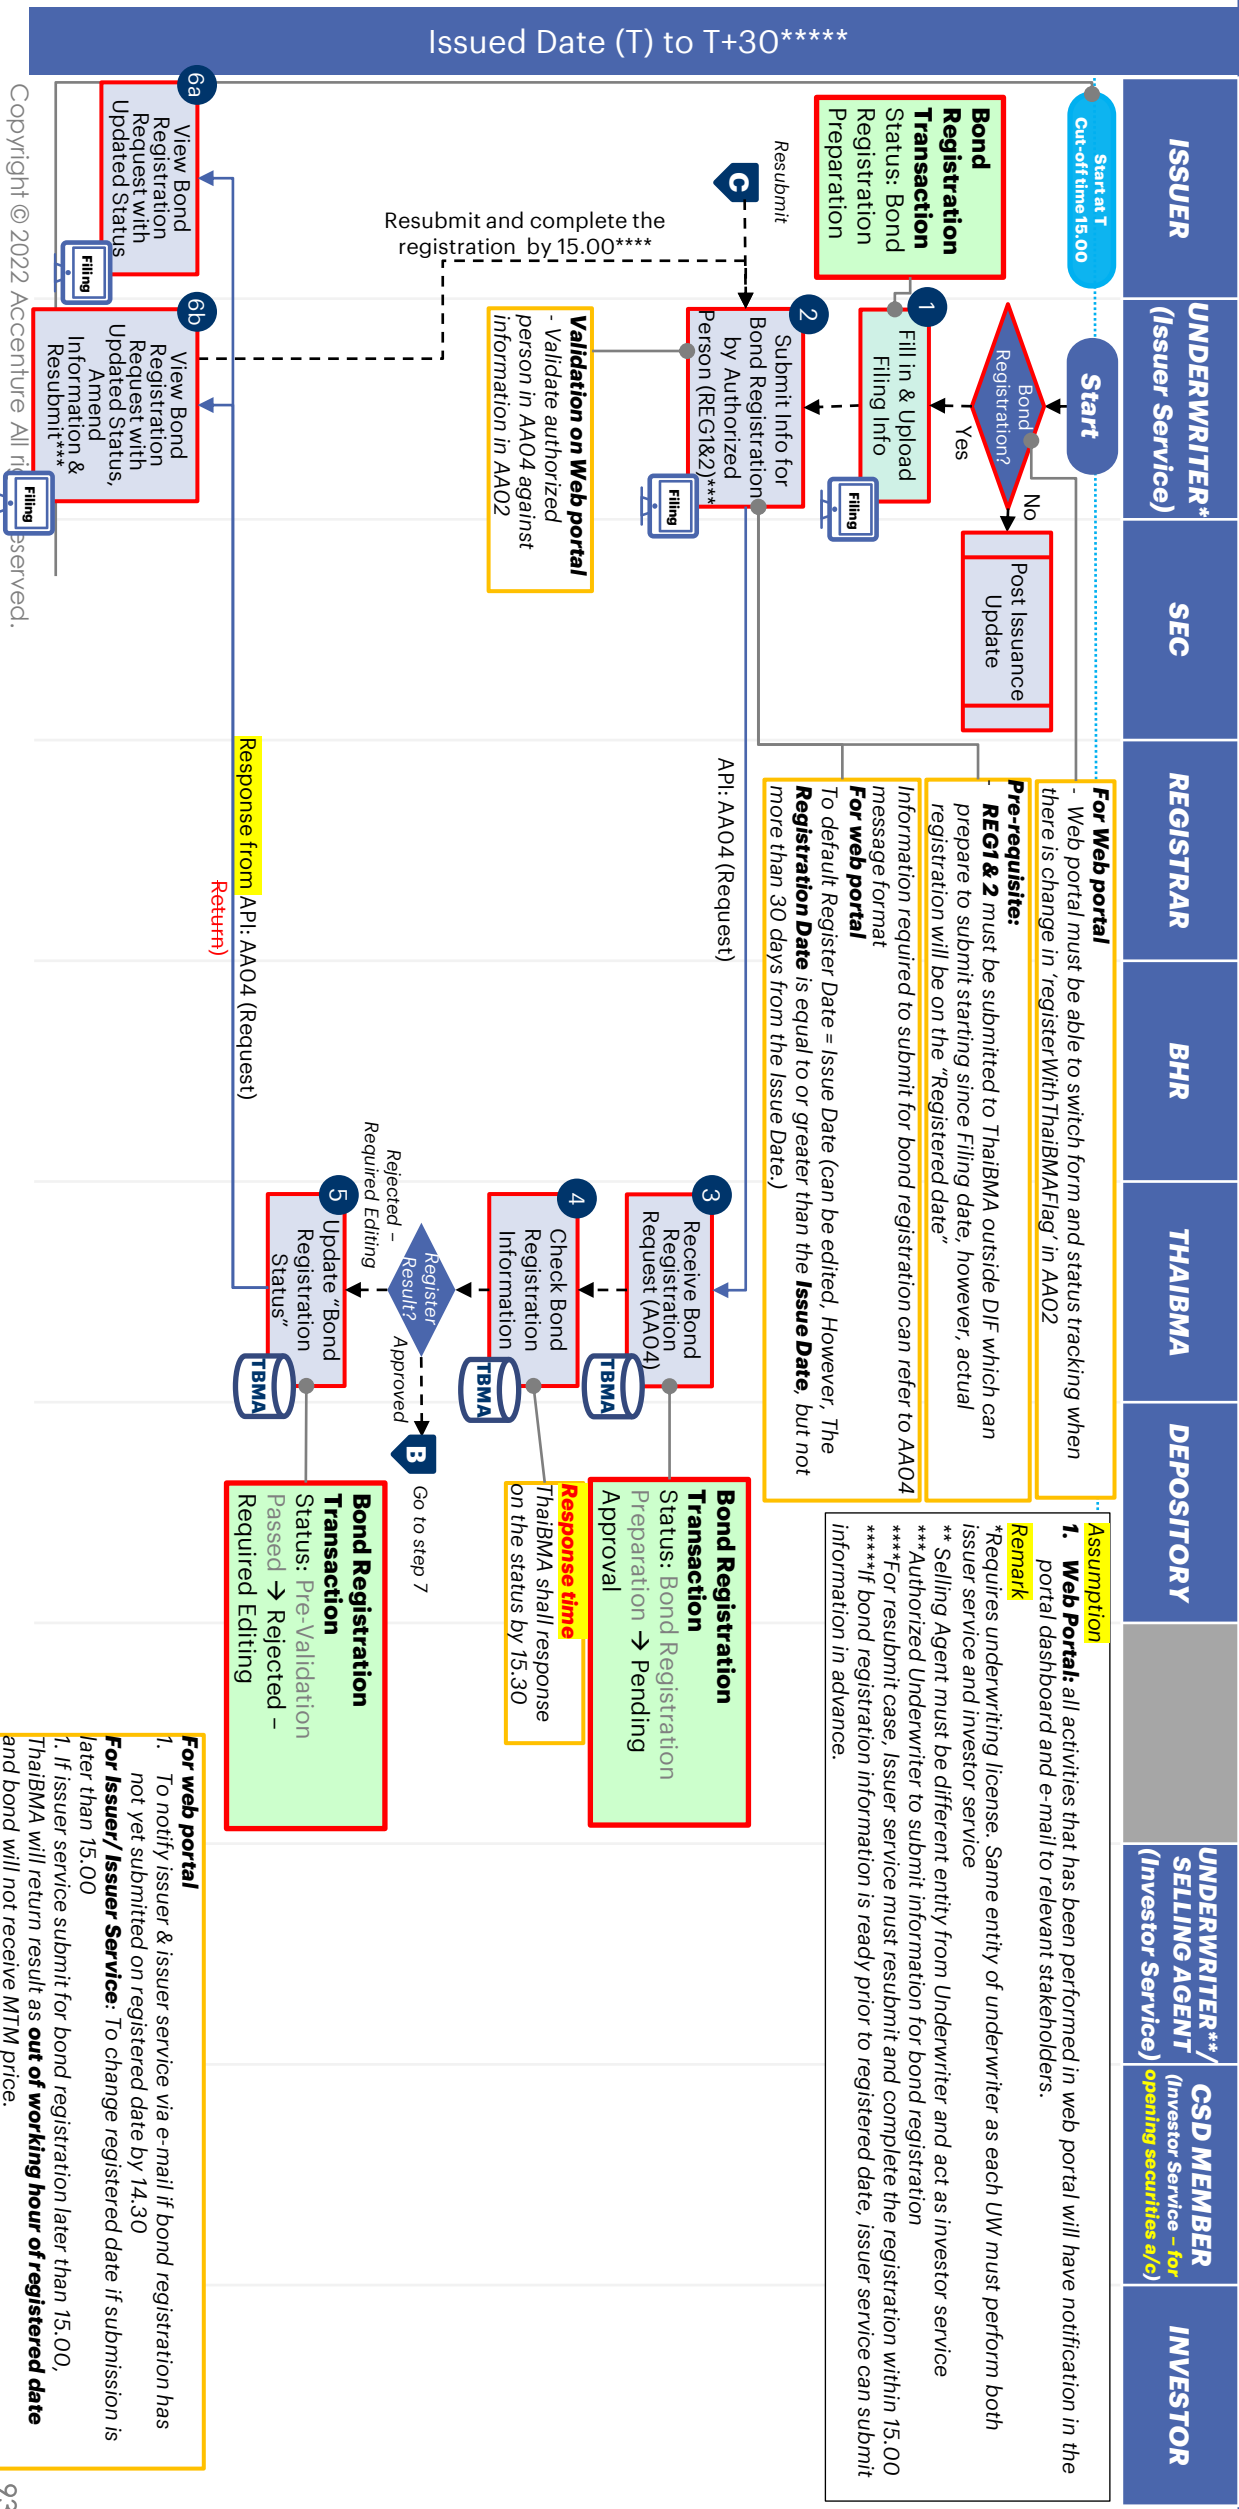 ISSUER
UNDERWRITER*
(Issuer Service)
SEC
REGISTRAR
BHR
THAIBMA
DEPOSITORY
UNDERWRITER**/
SELLING AGENT
(Investor Service)
CSD MEMBER
(Investor Service – for
opening securities a/c)
INVESTOR
Issued Date (T) to T+30*****
Start at T
Cut-off time 15.00
Start
Bond
Registration?
Yes
No
Post Issuance
Update
Bond
Registration
Transaction
Status: Bond
Registration
Preparation
1
Fill in & Upload
Filing Info
Filing
Resubmit
C
2
Submit Info for
Bond Registration
by Authorized
Person (REG1&2)***
Filing
Validation on Web portal
- Validate authorized
person in AA04 against
information in AA02
Resubmit and complete the
registration by 15.00****
For Web portal
- Web portal must be able to switch form and status tracking when
there is change in ‘registerWithThaiBMAFlag’ in AA02
Pre-requisite:
- REG1 & 2 must be submitted to ThaiBMA outside DIF which can
prepare to submit starting since Filing date, however, actual
registration will be on the “Registered date”
Information required to submit for bond registration can refer to AA04
message format
For web portal
To default Register Date = Issue Date (can be edited, However, The
Registration Date is equal to or greater than the Issue Date, but not
more than 30 days from the Issue Date.)
API: AA04 (Request)
3
Receive Bond
Registration
Request (AA04)
TBMA
Bond Registration
Transaction
Status: Bond Registration
Preparation → Pending
Approval
4
Check Bond
Registration
Information
TBMA
Response time
ThaiBMA shall response
on the status by 15.30
Register
Result?
Approved
B
Go to step 7
Rejected –
Required Editing
5
Update “Bond
Registration
Status”
TBMA
Bond Registration
Transaction
Status: Pre-Validation
Passed → Rejected –
Required Editing
Response from API: AA04 (Request)
Return)
6a
View Bond
Registration
Request with
Updated Status
Filing
6b
View Bond
Registration
Request with
Updated Status,
Amend
Information &
Resubmit***
Filing
Assumption
1. Web Portal: all activities that has been performed in web portal will have notification in the
portal dashboard and e-mail to relevant stakeholders.
Remark
*Requires underwriting license. Same entity of underwriter as each UW must perform both
issuer service and investor service
** Selling Agent must be different entity from Underwriter and act as investor service
*** Authorized Underwriter to submit information for bond registration
****For resubmit case, Issuer service must resubmit and complete the registration within 15.00
*****If bond registration information is ready prior to registered date, issuer service can submit
information in advance.
For web portal
1. To notify issuer & issuer service via e-mail if bond registration has
not yet submitted on registered date by 14.30
For Issuer/ Issuer Service: To change registered date if submission is
later than 15.00
1. If issuer service submit for bond registration later than 15.00,
ThaiBMA will return result as out of working hour of registered date
and bond will not receive MTM price.
Copyright © 2022 Accenture All ri eserved.